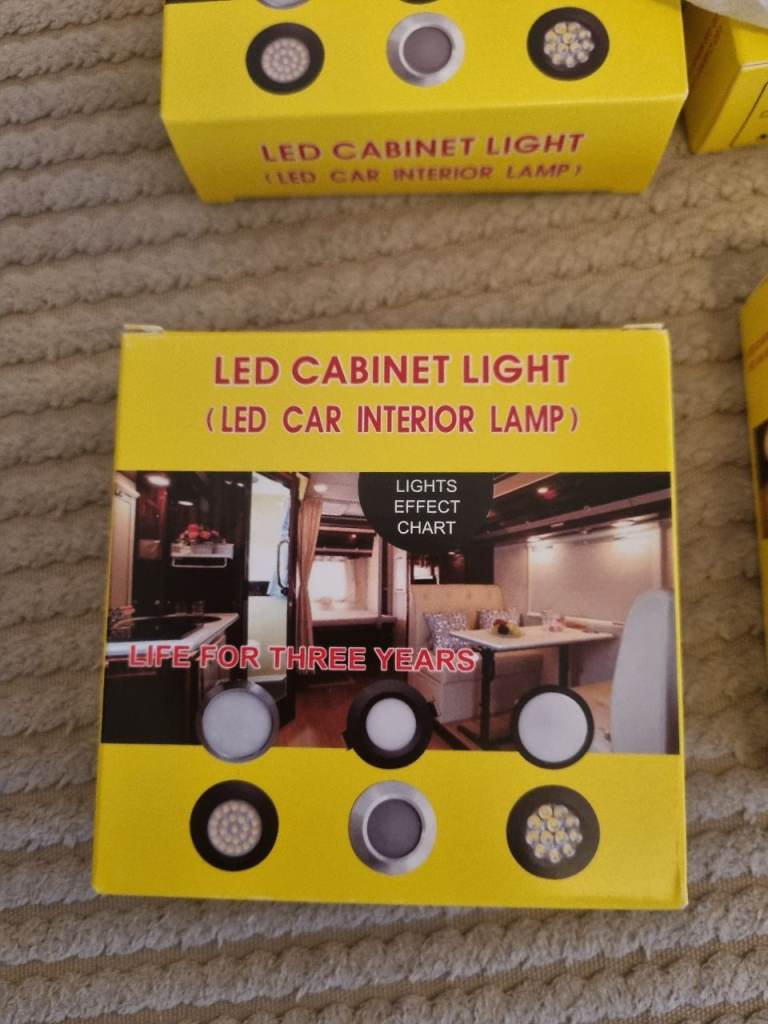 LED CABINET LIGHT
(LED CAR INTERIOR LAMP)
LED CABINET LIGHT
(LED CAR INTERIOR LAMP)
LIGHTS
EFFECT
CHART
LIFE FOR THREE YEARS